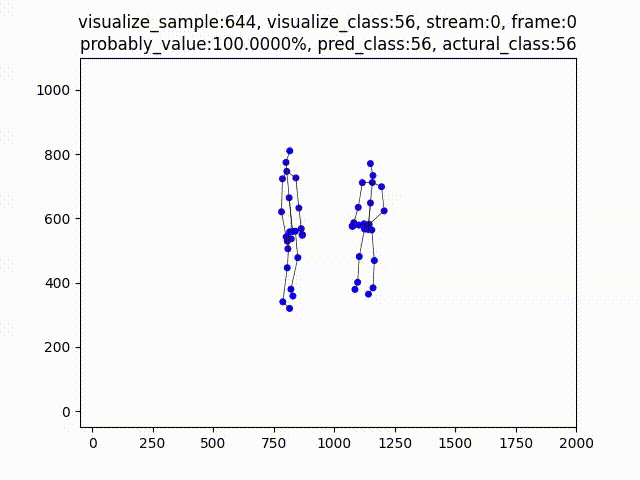 visualize_sample:644, visualize_class:56, stream:0, frame:0
probably_value:100.0000%, pred_class:56, actural_class:56
1000
800
600
400
200
0
0 250 500 750 1000 1250 1500 1750 2000